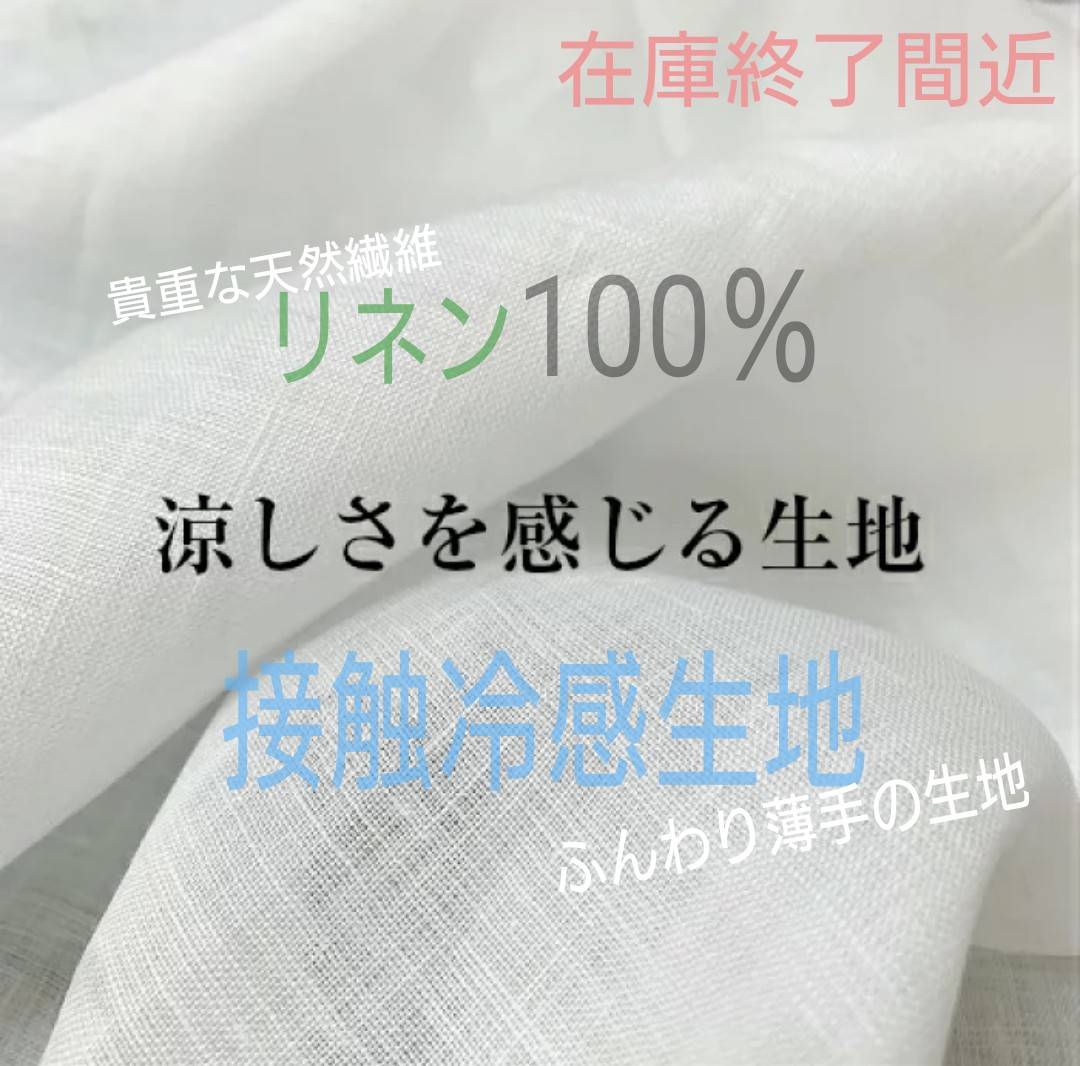 在庫終了間近
貴重な天然繊維
リネン100%
涼しさを感じる生地
接触冷感生地
ふんわり薄手の生地